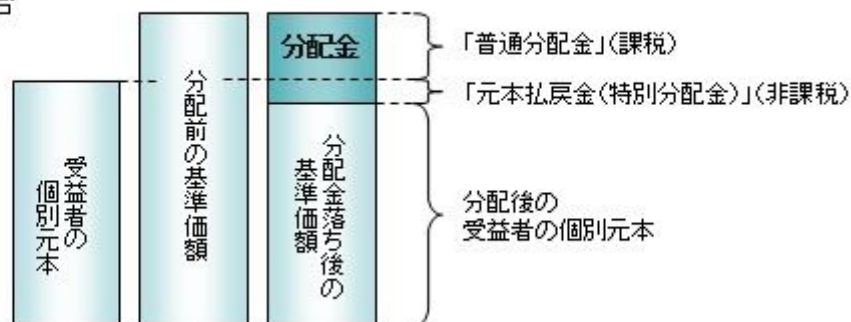 分配金
「普通分配金」(課税)
「元本払戻金(特別分配金)」(非課税)
受益者の
個別元本
分配前の基準価額
分配金落ち後の
基準価額
分配後の
受益者の個別元本